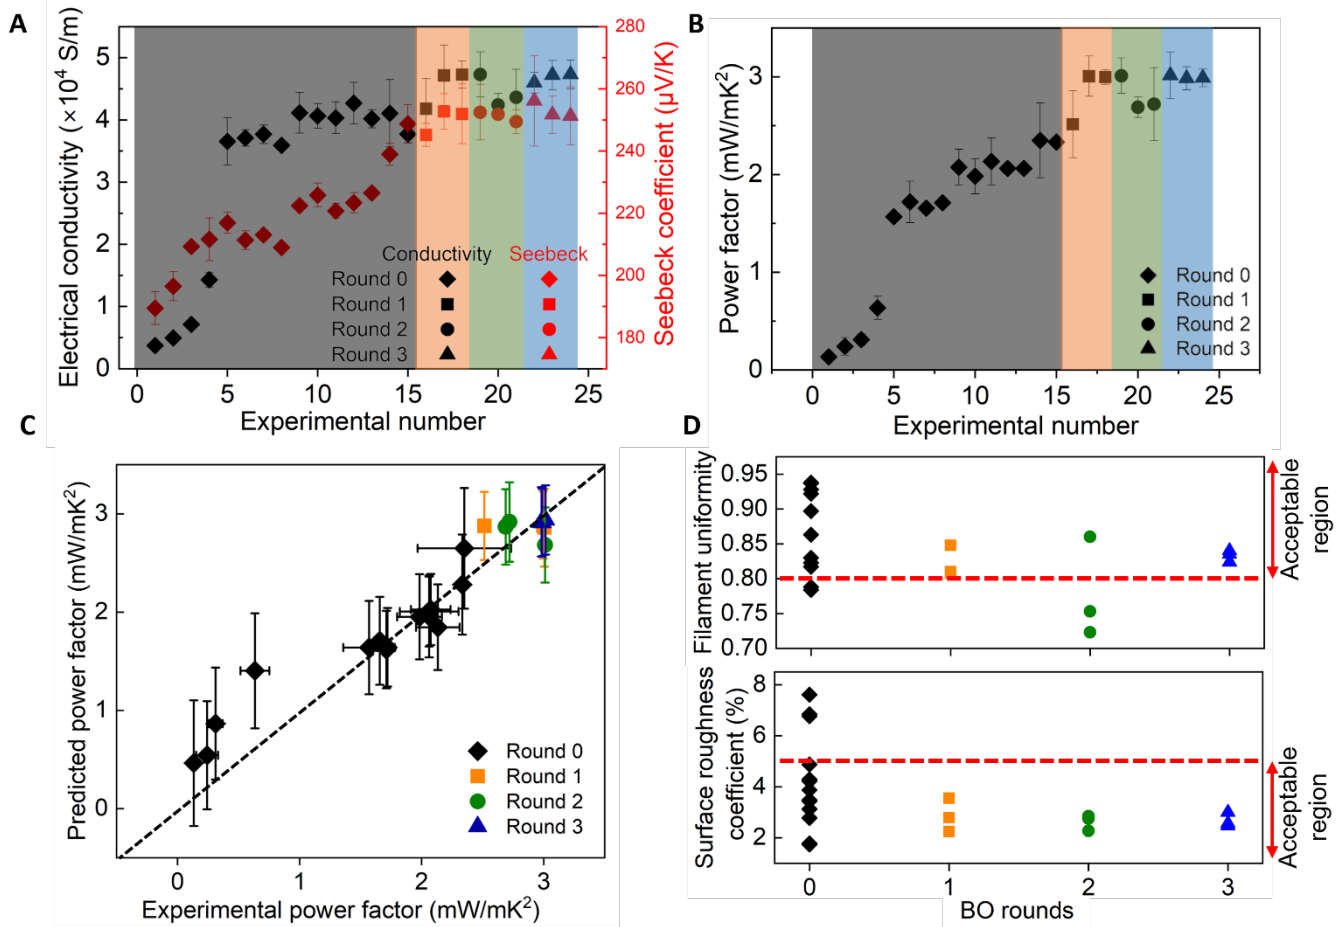 A
Electrical conductivity (× 10⁴ S/m)
5
4
3
2
1
0
280
260
240
220
200
180
Seebeck coefficient (µV/K)
Conductivity Seebeck
Round 0
Round 1
Round 2
Round 3
0 5 10 15 20 25
Experimental number
B
Power factor (mW/mK²)
3
2
1
0
Round 0
Round 1
Round 2
Round 3
0 5 10 15 20 25
Experimental number
C
Predicted power factor (mW/mK²)
3
2
1
0
Round 0
Round 1
Round 2
Round 3
0 1 2 3
Experimental power factor (mW/mK²)
D
Filament uniformity
0.95
0.90
0.85
0.80
0.75
0.70
Acceptable
region
Surface roughness
coefficient (%)
8
6
4
2
Acceptable
region
0 1 2 3
BO rounds